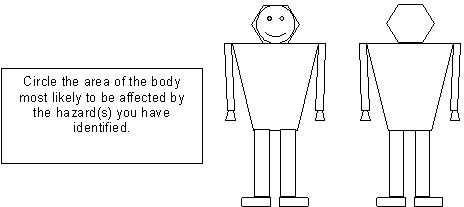 Circle the area of the body
most likely to be affected by
the hazard(s) you have
identified.